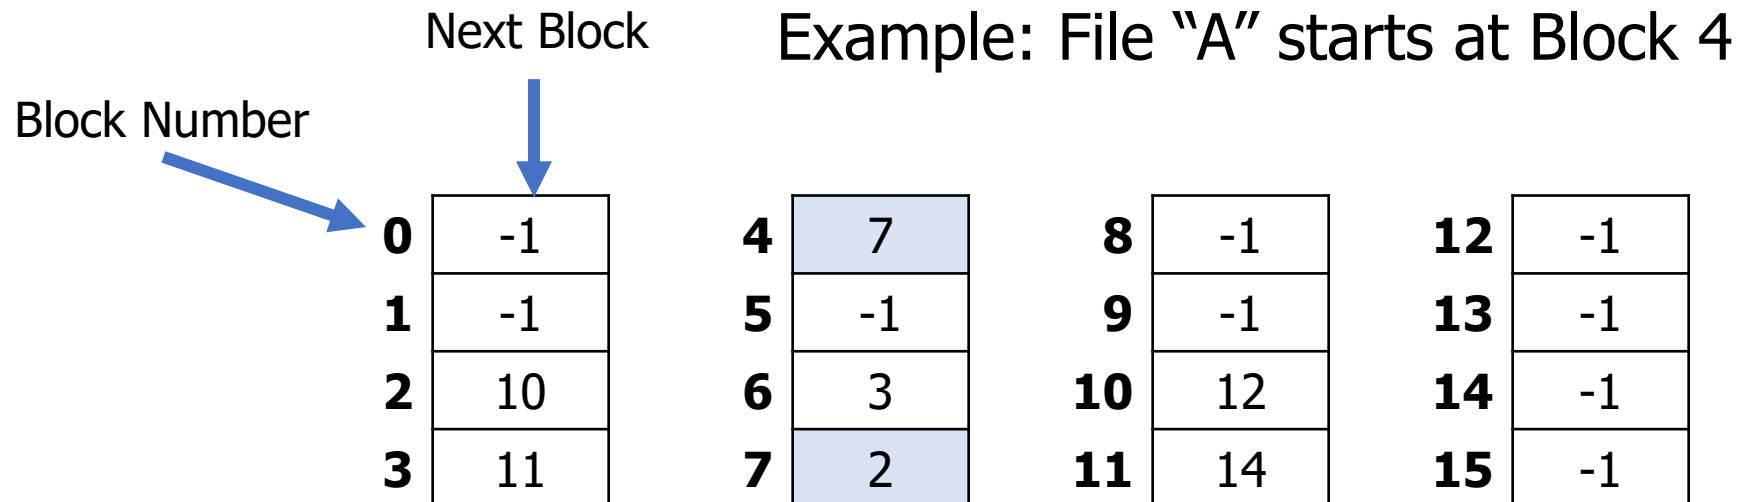 Next Block Example: File “A” starts at Block 4
Block Number
0 -1 4 7 8 -1 12 -1
1 -1 5 -1 9 -1 13 -1
2 10 6 3 10 12 14 -1
3 11 7 2 11 14 15 -1